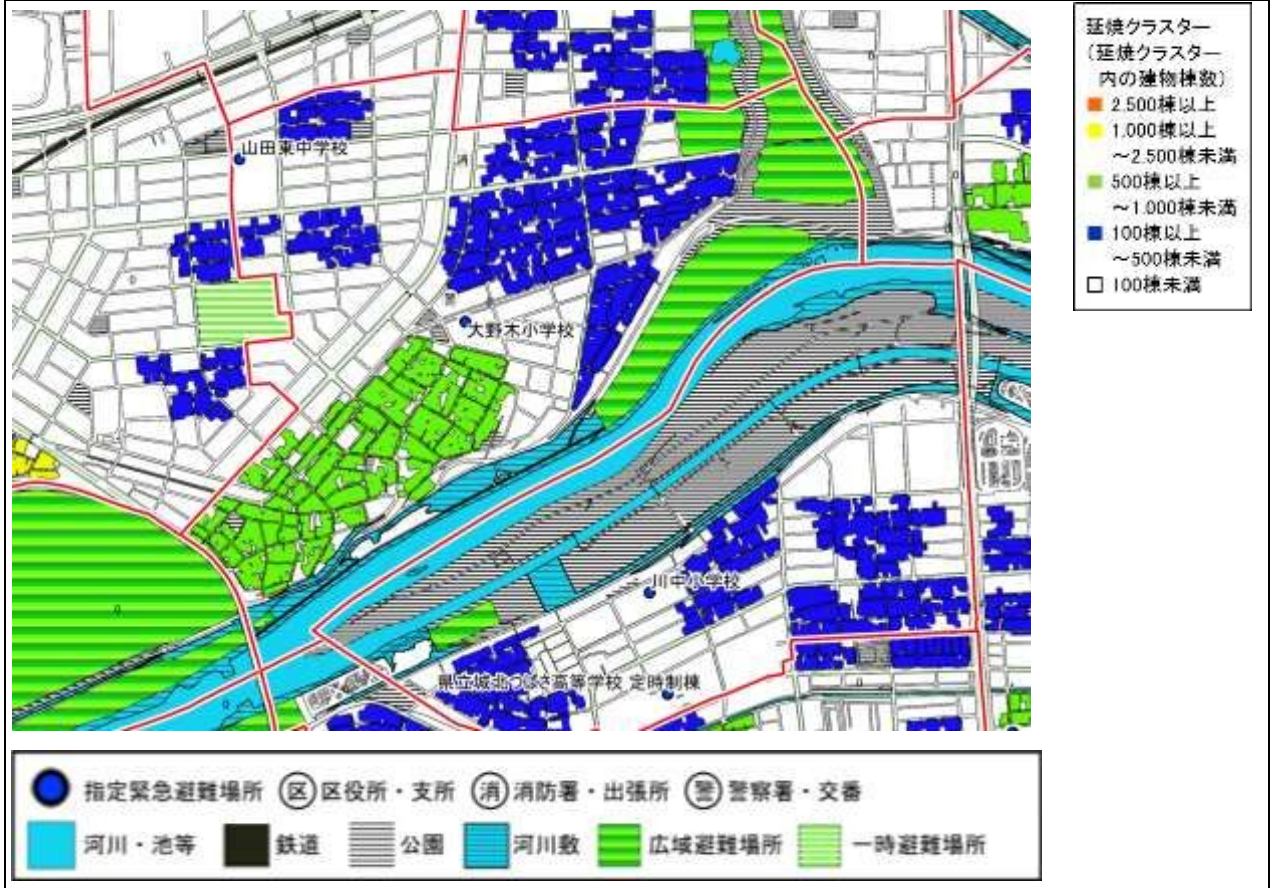 延焼クラスター
(延焼クラスター
内の建物棟数)
2.500棟以上
1.000棟以上
～2.500棟未満
500棟以上
～1.000棟未満
100棟以上
～500棟未満
100棟未満
山田東中学校
消
大野木小学校
川中小学校
県立城北つばさ高等学校 定時制棟
指定緊急避難場所 区 区役所・支所 消 消防署・出張所 警 警察署・交番
河川・池等 鉄道 公園 河川敷 広域避難場所 一時避難場所